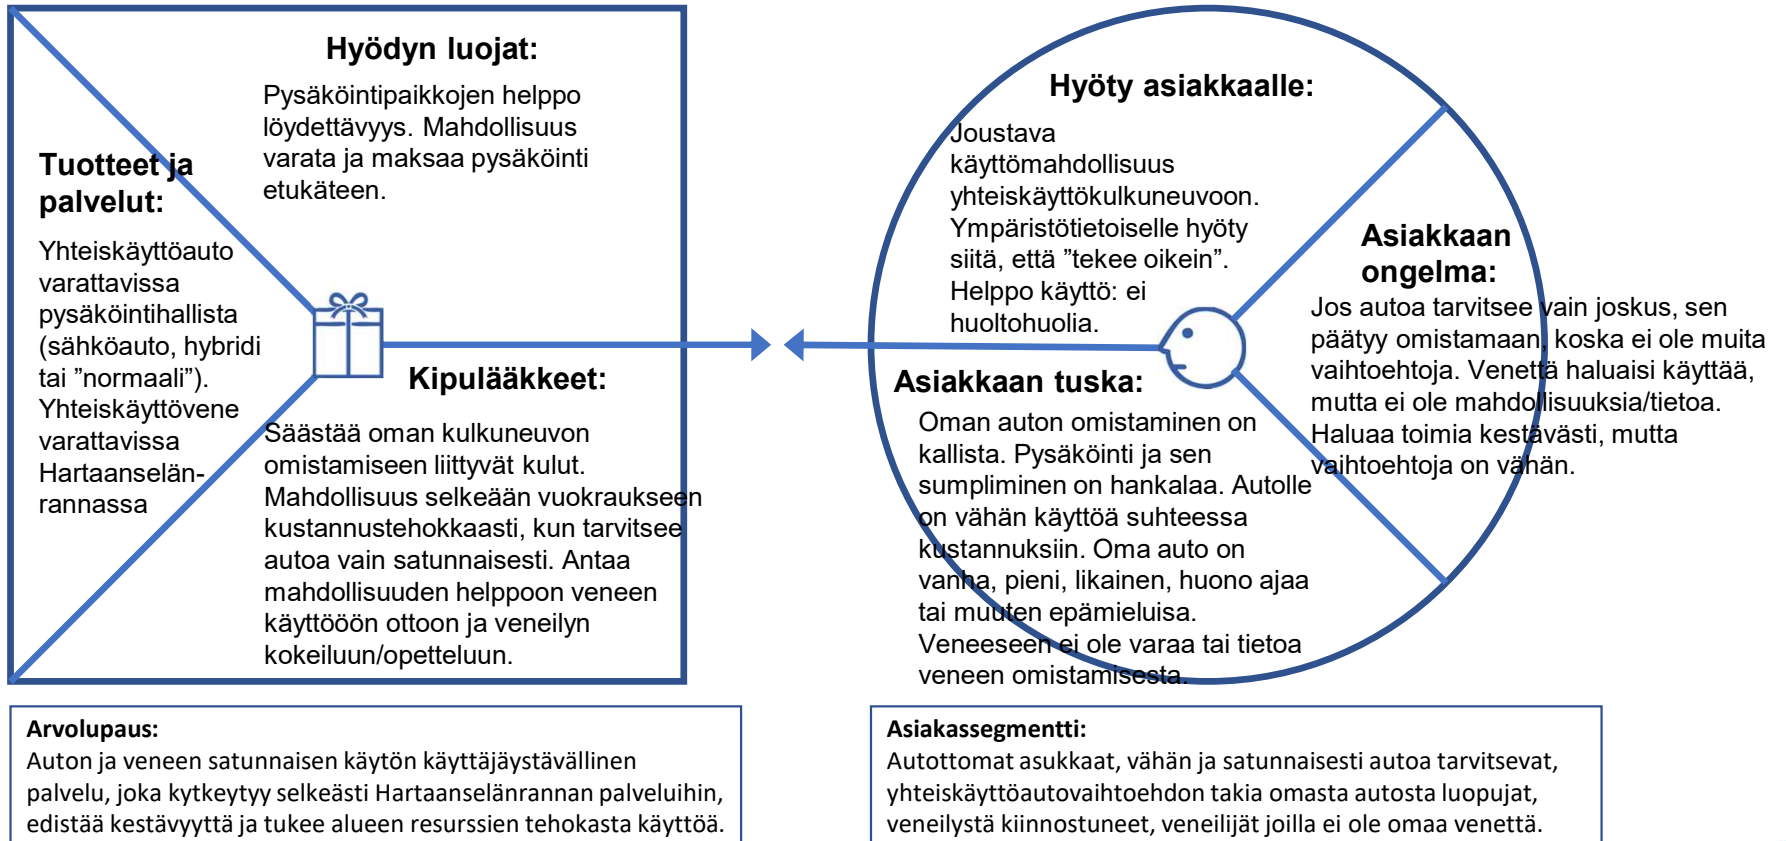 Hyödyn luojat:
Pysäköintipaikkojen helppo
löydettävyys. Mahdollisuus
varata ja maksaa pysäköinti
etukäteen.
Tuotteet ja
palvelut:
Yhteiskäyttöauto
varattavissa
pysäköintihallista
(sähköauto, hybridi
tai ”normaali”).
Yhteiskäyttövene
varattavissa
Hartaanselän-
rannassa
Kipulääkkeet:
Säästää oman kulkuneuvon
omistamiseen liittyvät kulut.
Mahdollisuus selkeään vuokraukseen
kustannustehokkaasti, kun tarvitsee
autoa vain satunnaisesti. Antaa
mahdollisuuden helppoon veneen
käyttööön ottoon ja veneilyn
kokeiluun/opetteluun.
Hyöty asiakkaalle:
Joustava
käyttömahdollisuus
yhteiskäyttökulkuneuvoon.
Ympäristötietoiselle hyöty
siitä, että ”tekee oikein”.
Helppo käyttö: ei
huoltohuolia.
Asiakkaan
ongelma:
Jos autoa tarvitsee vain joskus, sen
päätyy omistamaan, koska ei ole muita
vaihtoehtoja. Venettä haluaisi käyttää,
mutta ei ole mahdollisuuksia/tietoa.
Haluaa toimia kestävästi, mutta
vaihtoehtoja on vähän.
Asiakkaan tuska:
Oman auton omistaminen on
kallista. Pysäköinti ja sen
sumpliminen on hankalaa. Autolle
on vähän käyttöä suhteessa
kustannuksiin. Oma auto on
vanha, pieni, likainen, huono ajaa
tai muuten epämieluisa.
Veneeseen ei ole varaa tai tietoa
veneen omistamisesta.
Arvolupaus:
Auton ja veneen satunnaisen käytön käyttäjäystävällinen
palvelu, joka kytkeytyy selkeästi Hartaanselänrannan palveluihin,
edistää kestävyyttä ja tukee alueen resurssien tehokasta käyttöä.
Asiakassegmentti:
Autottomat asukkaat, vähän ja satunnaisesti autoa tarvitsevat,
yhteiskäyttöautovaihtoehdon takia omasta autosta luopujat,
veneilystä kiinnostuneet, veneilijät joilla ei ole omaa venettä.